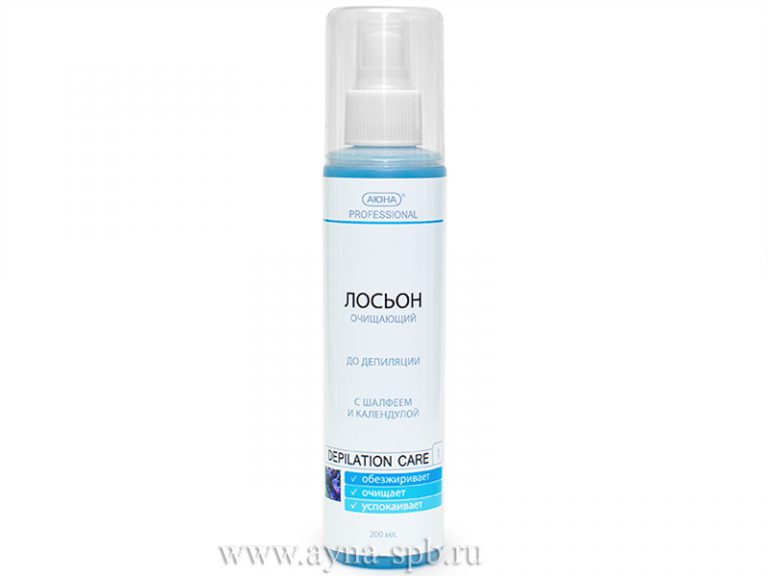 АЮНА®
PROFESSIONAL
ЛОСЬОН
ОЧИЩАЮЩИЙ
ДО ДЕПИЛЯЦИИ
С ШАЛФЕЕМ
И КАЛЕНДУЛОЙ
DEPILATION CARE 1
✓ обезжиривает
✓ очищает
✓ успокаивает
200 мл.
www.ayna-spb.ru